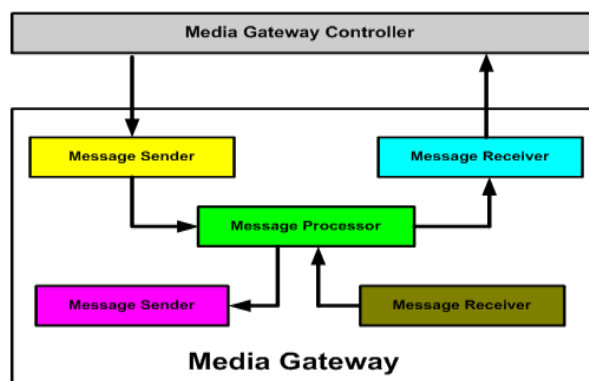 Media Gateway Controller
Message Sender
Message Receiver
Message Processor
Message Sender
Message Receiver
Media Gateway